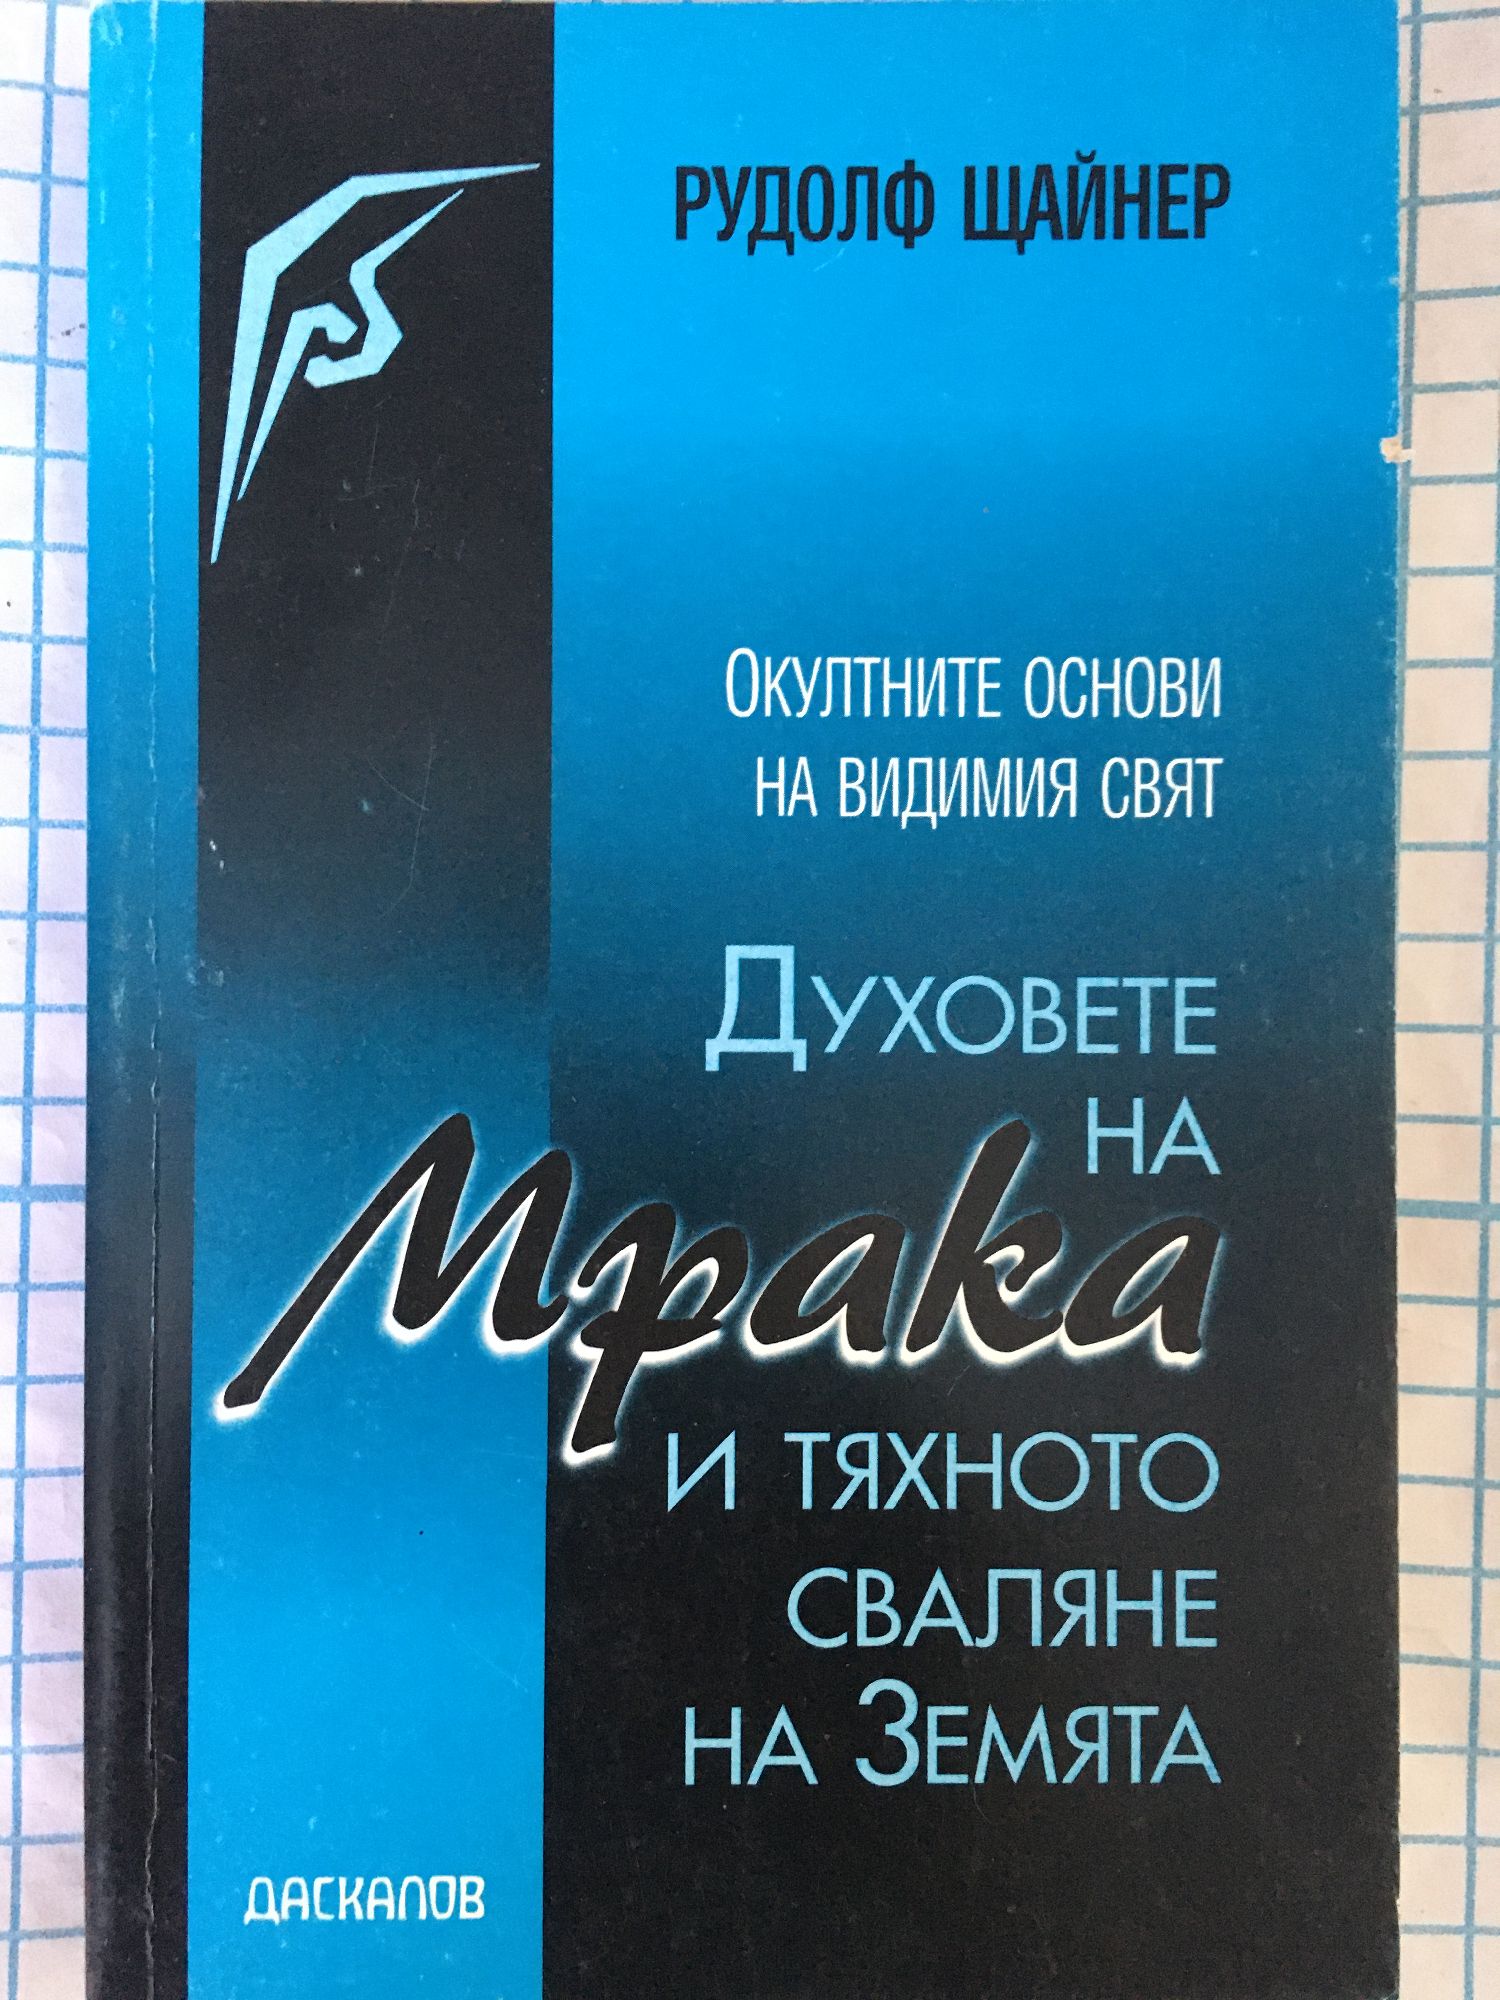 РУДОЛФ ЩАЙНЕР
ОКУЛТНИТЕ ОСНОВИ
НА ВИДИМИЯ СВЯТ
ДУХОВЕТЕ
НА
Мрака
И ТЯХНОТО
СВАЛЯНЕ
НА ЗЕМЯТА
ДАСКАЛОВ